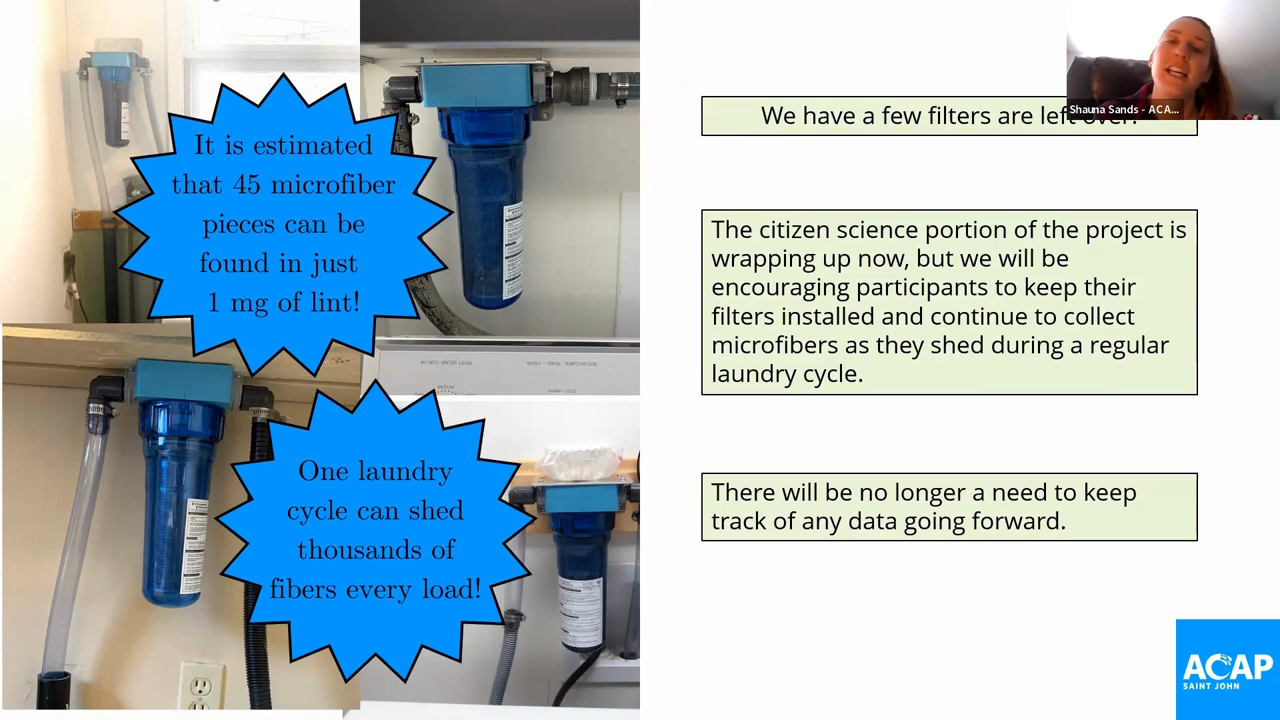 It is estimated
that 45 microfiber
pieces can be
found in just
1 mg of lint!
One laundry
cycle can shed
thousands of
fibers every load!
We have a few filters are left over!
Shauna Sands - ACA...
The citizen science portion of the project is
wrapping up now, but we will be
encouraging participants to keep their
filters installed and continue to collect
microfibers as they shed during a regular
laundry cycle.
There will be no longer a need to keep
track of any data going forward.
ACAP
SAINT JOHN